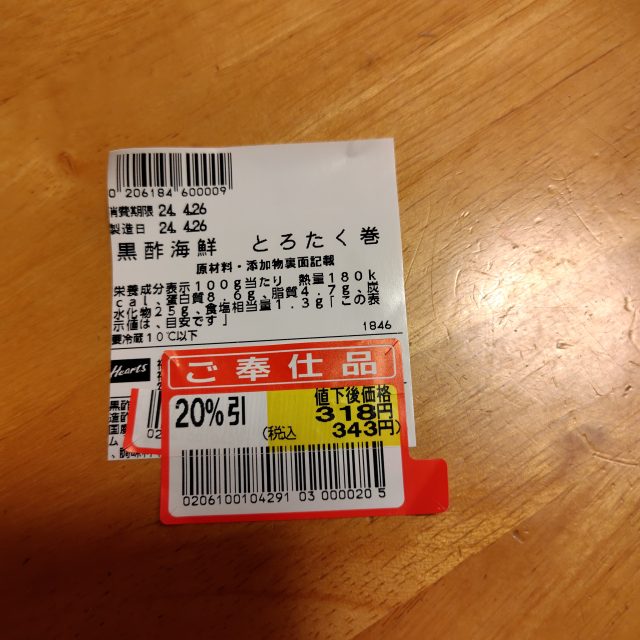 0 206184 600009
消費期限 24. 4.26
製造日 24. 4.26
黒酢海鮮 とろたく巻
原材料・添加物裏面記載
栄養成分表示100g当たり 熱量180k
cal、蛋白質8.6g、脂質4.7g、炭
水化物25g、食塩相当量1.3g「この表
示値は、目安です」
1846
要冷蔵10℃以下
Hearts
ご奉仕品
黒酢
20%引
値下後価格
318円
(税込 343円)
国産
0206100104291 03 000020 5